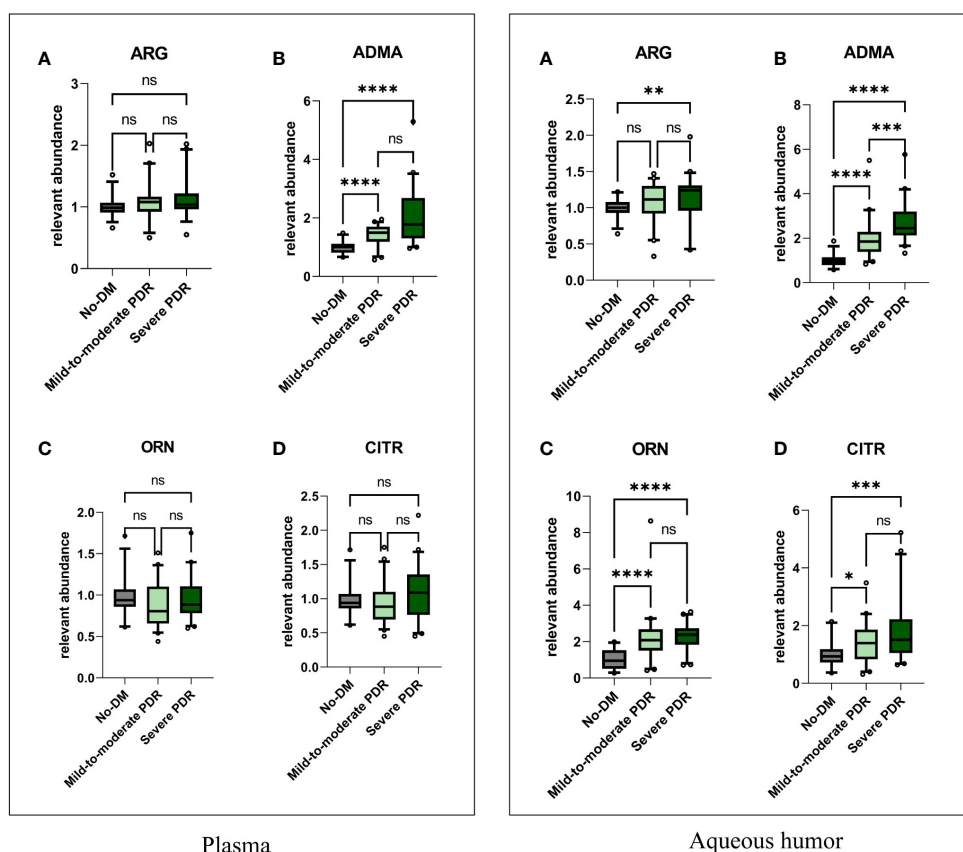 A
ARG
relevant abundance
3
2
1
0
ns
ns
ns
No-DM
Mild-to-moderate PDR
Severe PDR
B
ADMA
relevant abundance
6
4
2
0
****
ns
****
No-DM
Mild-to-moderate PDR
Severe PDR
C
ORN
relevant abundance
2.0
1.5
1.0
0.5
0.0
ns
ns
ns
No-DM
Mild-to-moderate PDR
Severe PDR
D
CITR
relevant abundance
2.5
2.0
1.5
1.0
0.5
0.0
ns
ns
ns
No-DM
Mild-to-moderate PDR
Severe PDR
Plasma
A
ARG
relevant abundance
2.5
2.0
1.5
1.0
0.5
0.0
**
ns
ns
No-DM
Mild-to-moderate PDR
Severe PDR
B
ADMA
relevant abundance
8
6
4
2
0
****
***
****
No-DM
Mild-to-moderate PDR
Severe PDR
C
ORN
relevant abundance
10
8
6
4
2
0
****
ns
****
No-DM
Mild-to-moderate PDR
Severe PDR
D
CITR
relevant abundance
6
4
2
0
***
ns
*
No-DM
Mild-to-moderate PDR
Severe PDR
Aqueous humor